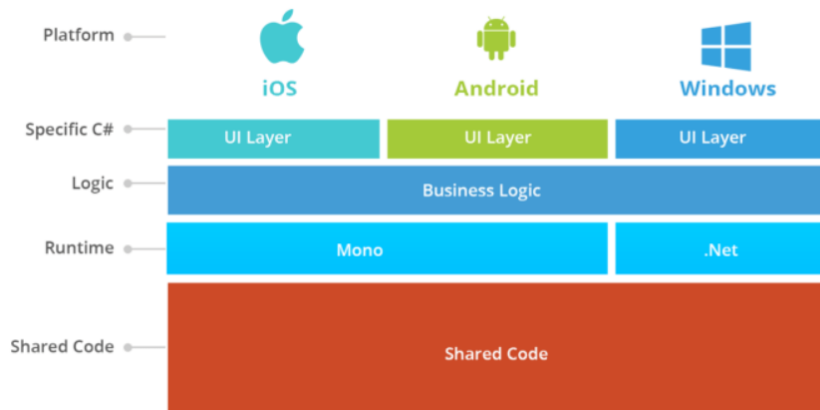 Platform
iOS Android Windows
Specific C# UI Layer UI Layer UI Layer
Logic Business Logic
Runtime Mono .Net
Shared Code Shared Code